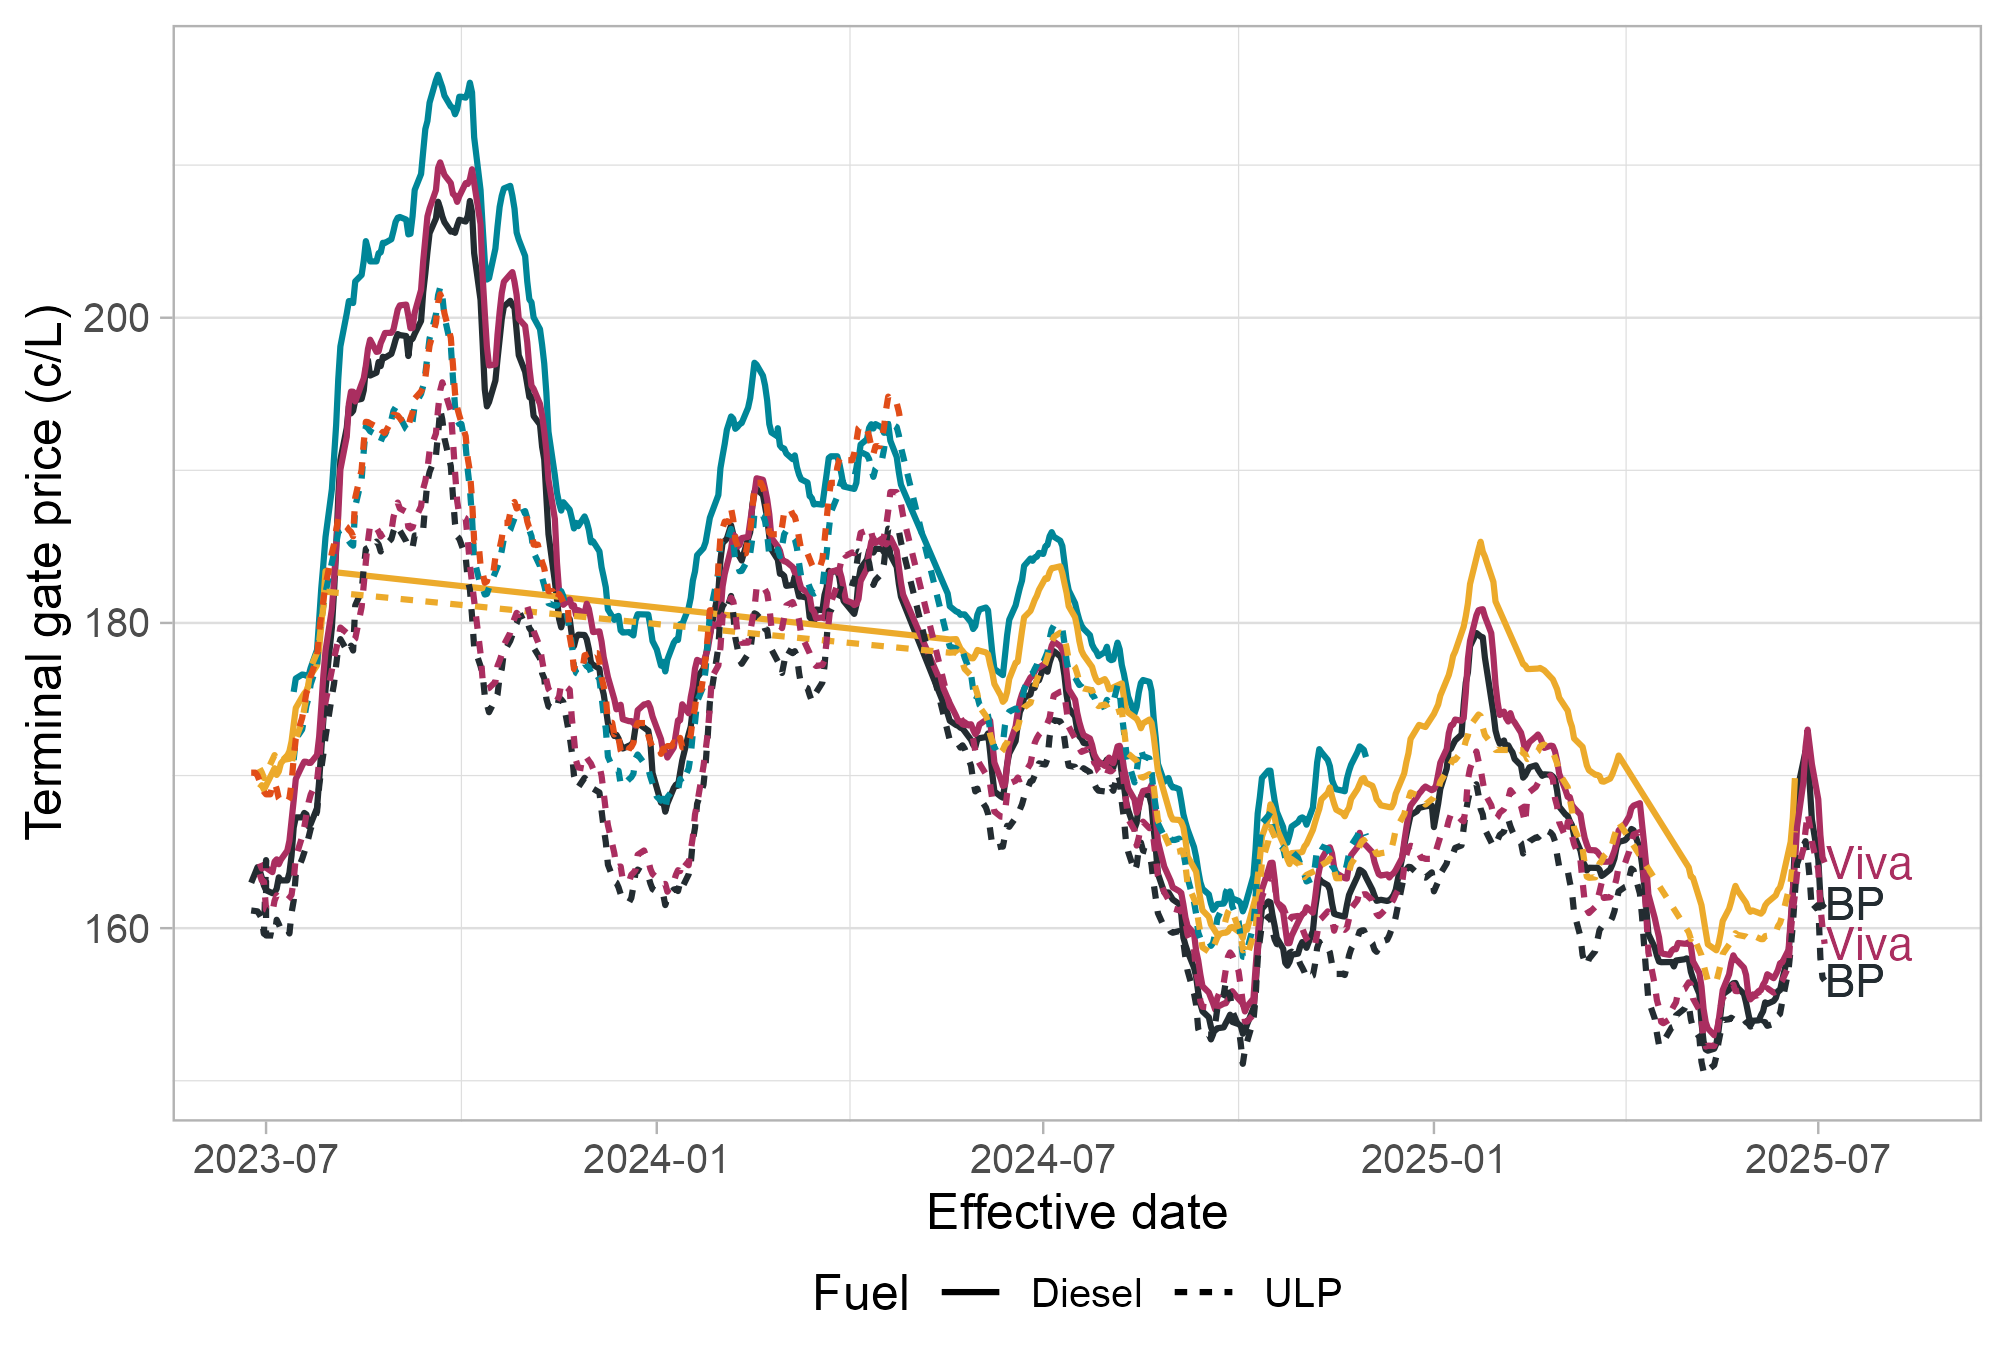 Terminal gate price (c/L)
200
180
160
Viva
BP
Viva
BP
2023-07
2024-01
2024-07
2025-01
2025-07
Effective date
Fuel Diesel ULP